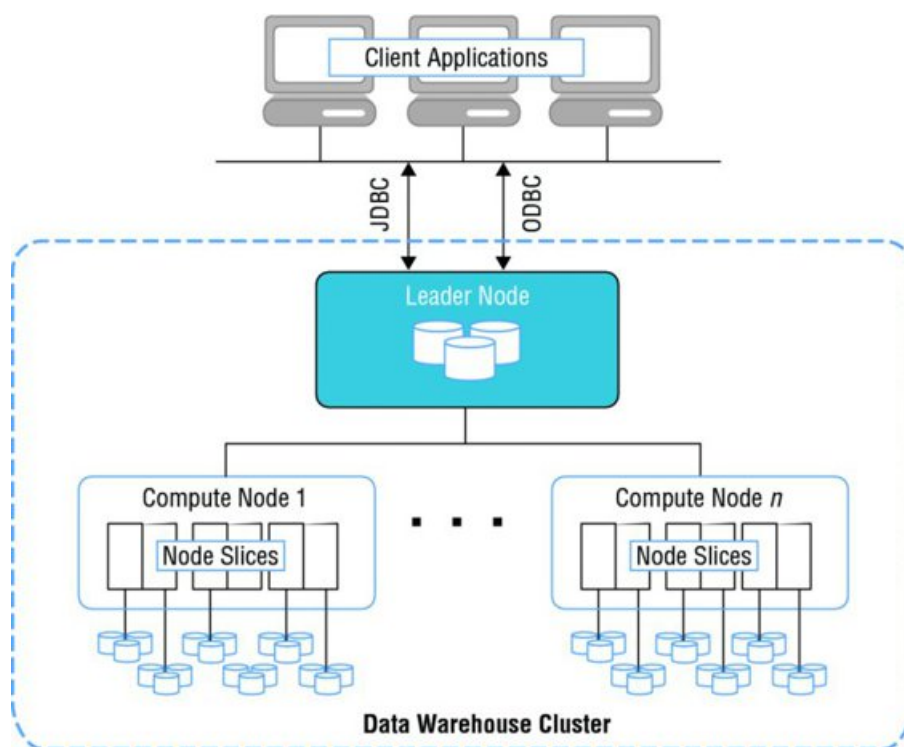 Client Applications
JDBC
ODBC
Leader Node
Compute Node 1
Node Slices
Compute Node n
Node Slices
Data Warehouse Cluster